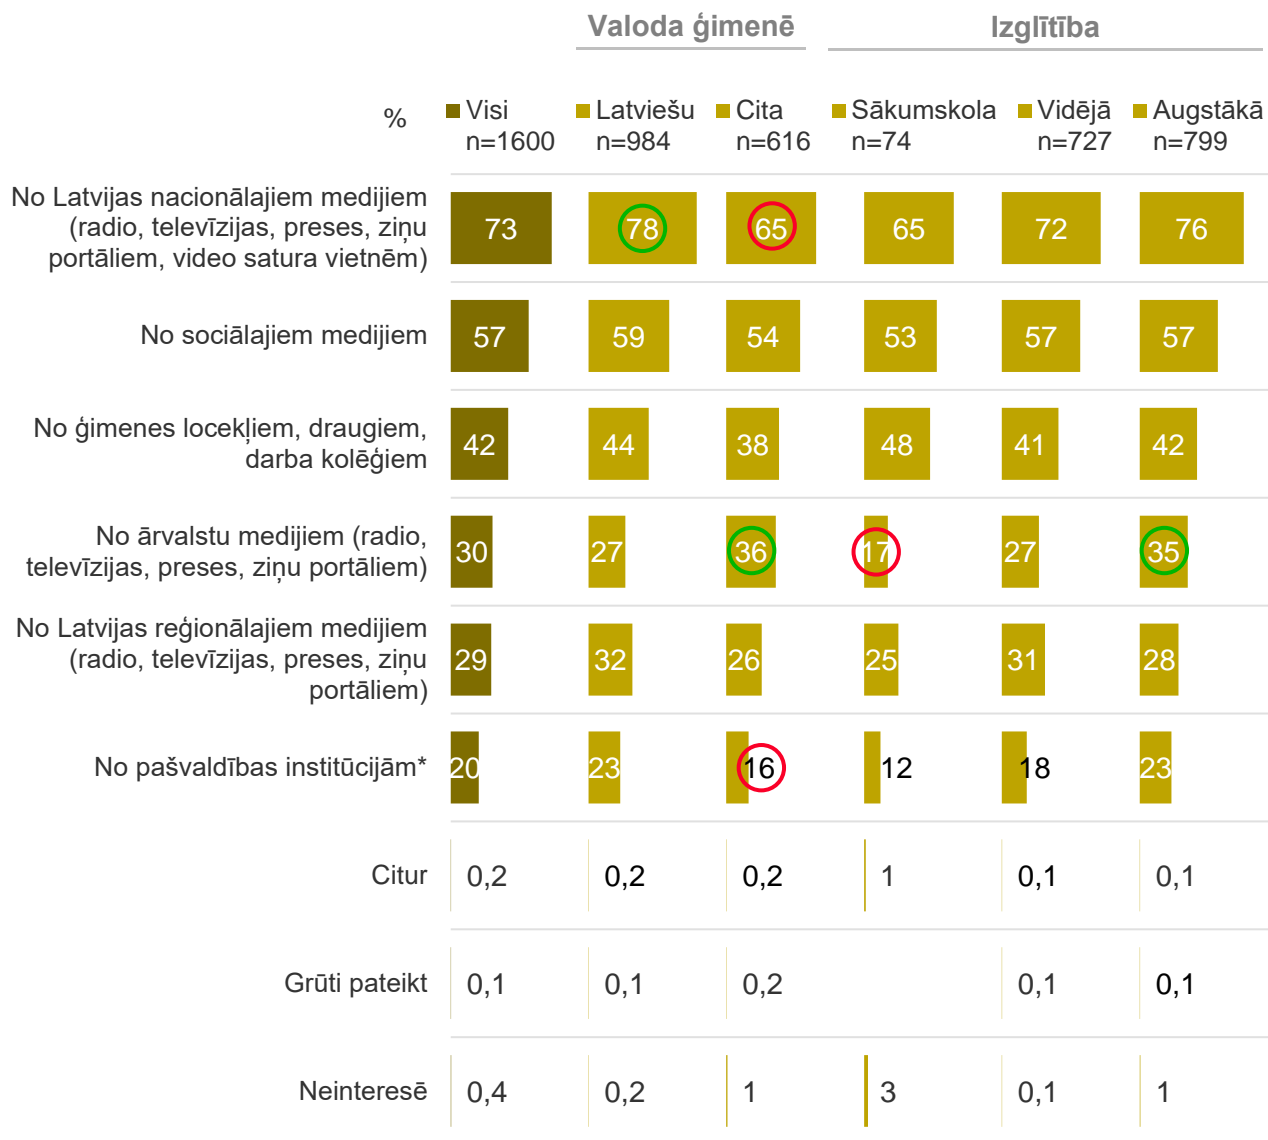 Valoda ģimenē Izglītība
% Visi Latviešu Cita Sākumskola Vidējā Augstākā
n=1600 n=984 n=616 n=74 n=727 n=799
No Latvijas nacionālajiem medijiem
(radio, televīzijas, preses, ziņu
portāliem, video satura vietnēm)
73 78 65 65 72 76
No sociālajiem medijiem
57 59 54 53 57 57
No ģimenes locekļiem, draugiem,
darba kolēģiem
42 44 38 48 41 42
No ārvalstu medijiem (radio,
televīzijas, preses, ziņu portāliem)
30 27 36 17 27 35
No Latvijas reģionālajiem medijiem
(radio, televīzijas, preses, ziņu
portāliem)
29 32 26 25 31 28
No pašvaldības institūcijām*
20 23 16 12 18 23
Citur
0,2 0,2 0,2 1 0,1 0,1
Grūti pateikt
0,1 0,1 0,2 0,1 0,1
Neinteresē
0,4 0,2 1 3 0,1 1